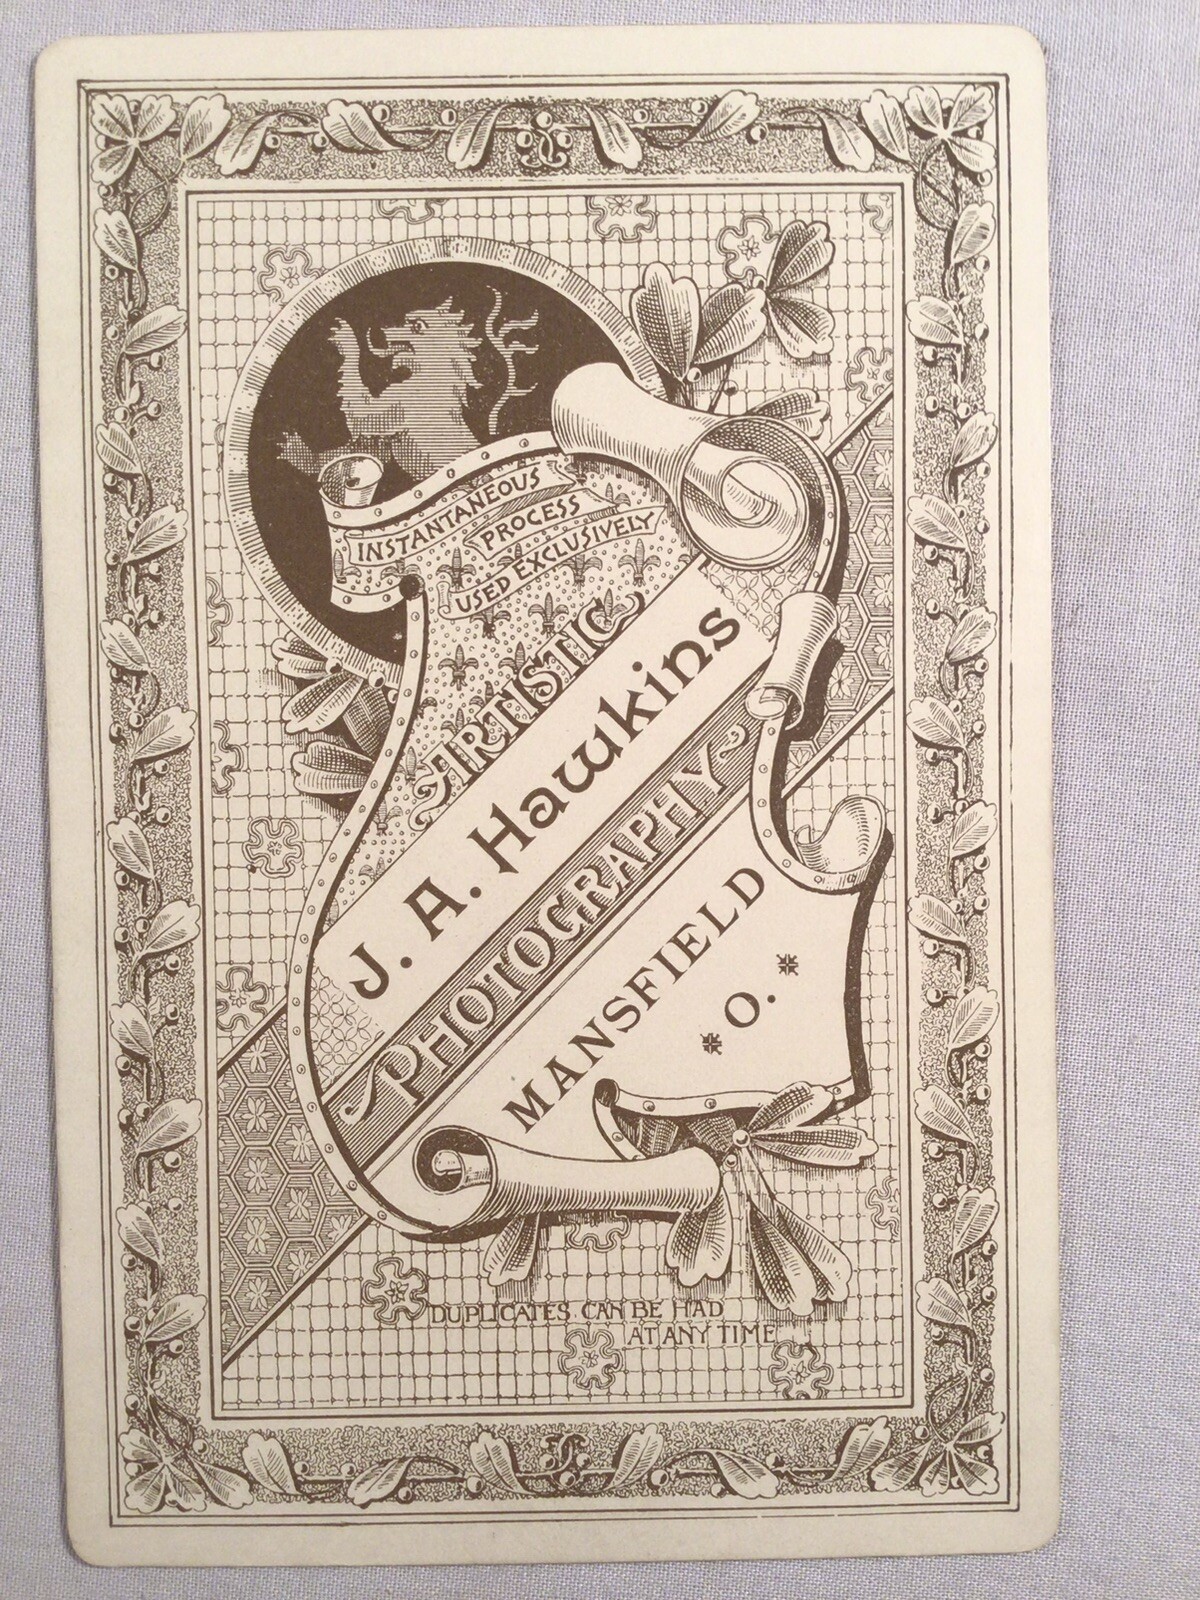 INSTANTANEOUS
PROCESS
USED EXCLUSIVELY
ARTISTIC
J. A. Hawkins
PHOTOGRAPHY
MANSFIELD
O.
DUPLICATES CAN BE HAD
AT ANY TIME